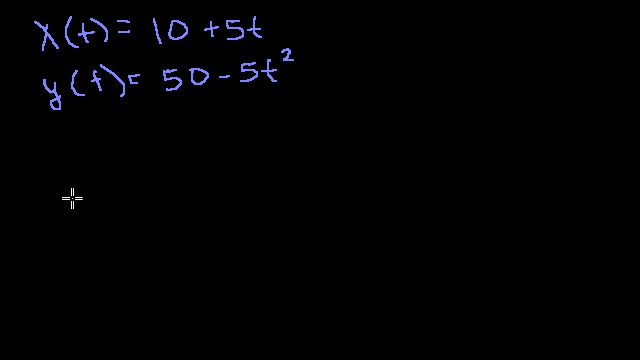 x(t) = 10 + 5t
y(t) = 50 - 5t²